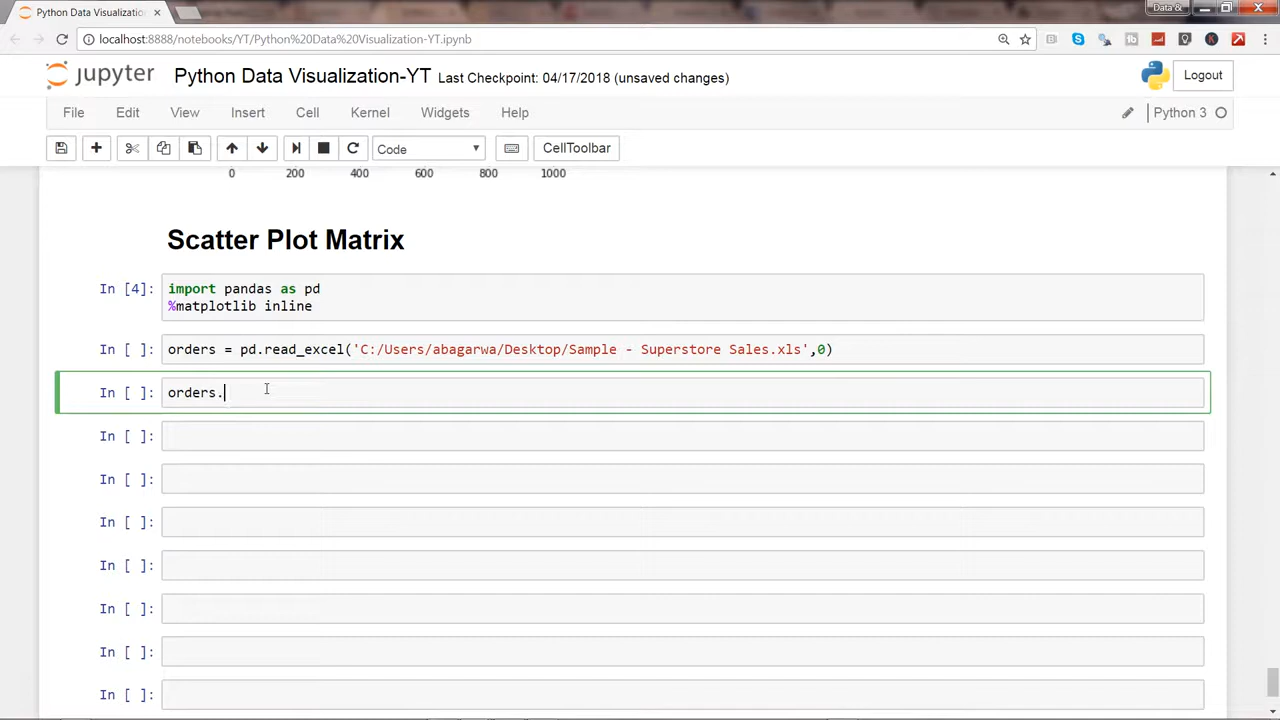 Python Data Visualizatio
Data &
localhost:8888/notebooks/YT/Python%20Data%20Visualization-YT.ipynb
jupyter Python Data Visualization-YT Last Checkpoint: 04/17/2018 (unsaved changes) Logout
File Edit View Insert Cell Kernel Widgets Help Python 3
Code CellToolbar
0 200 400 600 800 1000
Scatter Plot Matrix
In [4]: import pandas as pd
%matplotlib inline
In [ ]: orders = pd.read_excel('C:/Users/abagarwa/Desktop/Sample - Superstore Sales.xls',0)
In [ ]: orders.
In [ ]:
In [ ]:
In [ ]:
In [ ]:
In [ ]:
In [ ]:
In [ ]: